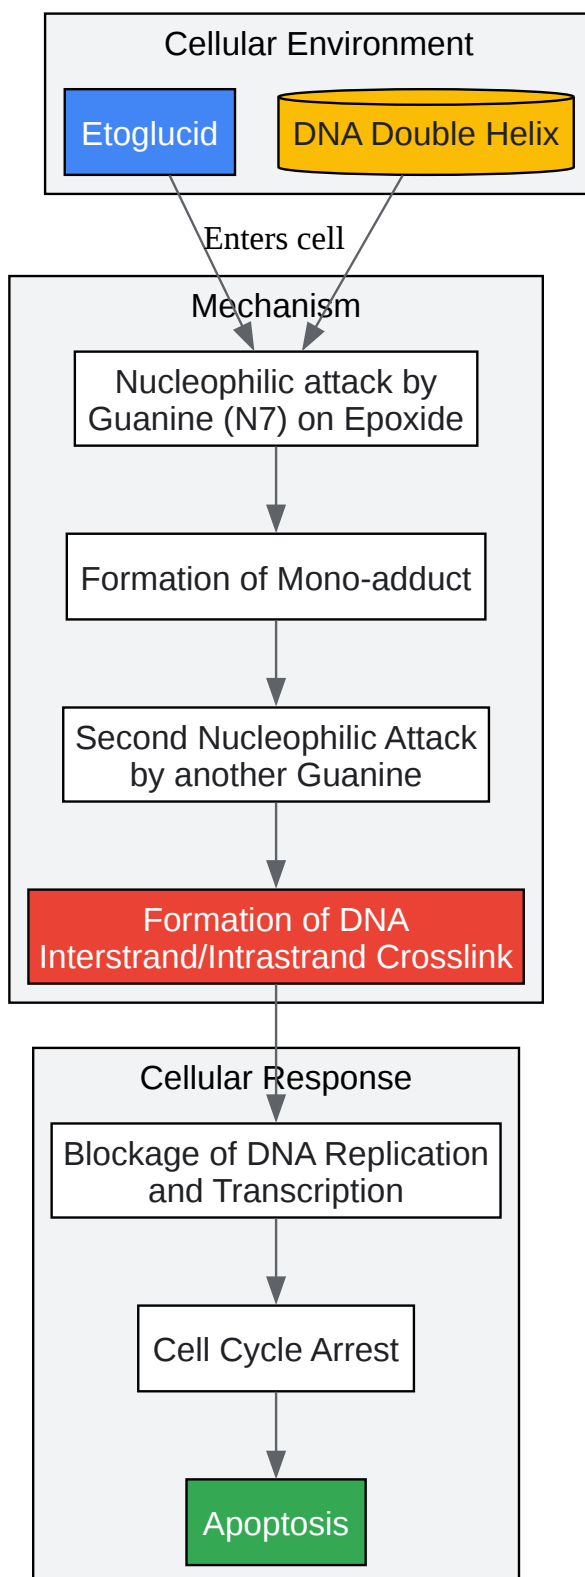 Cellular Environment
Etoglucid
DNA Double Helix
Enters cell
Mechanism
Nucleophilic attack by
Guanine (N7) on Epoxide
Formation of Mono-adduct
Second Nucleophilic Attack
by another Guanine
Formation of DNA
Interstrand/Intrastrand Crosslink
Cellular Response
Blockage of DNA Replication
and Transcription
Cell Cycle Arrest
Apoptosis